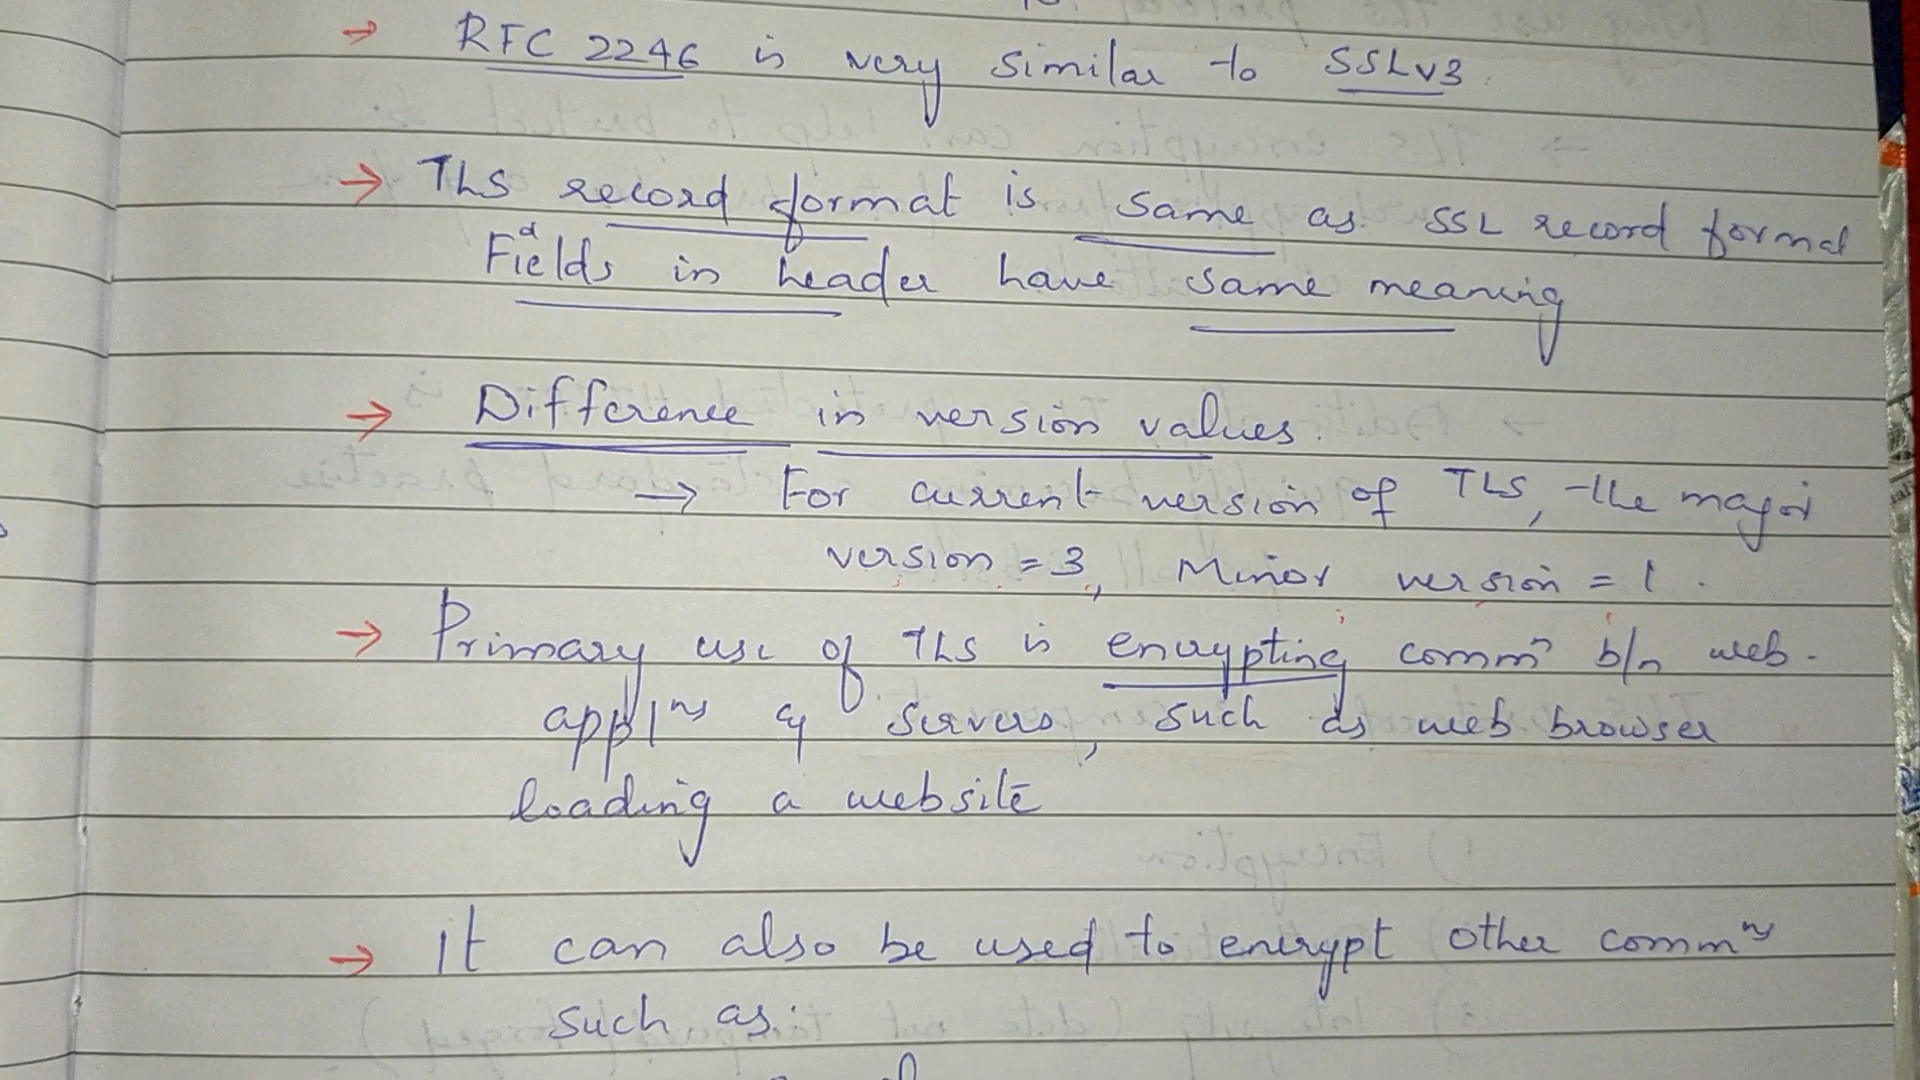 → RFC 2246 is very similar to SSLv3.
→ TLS record format is same as SSL record format
& Fields in header have same meaning
→ Difference in version values.
→ For current version of TLS, the major
version = 3, Minor version = 1.
→ Primary use of TLS is encrypting commⁿ b/n web-
applⁿˢ & servers, such as web browser
loading a website
→ It can also be used to encrypt other commⁿˢ
such as: